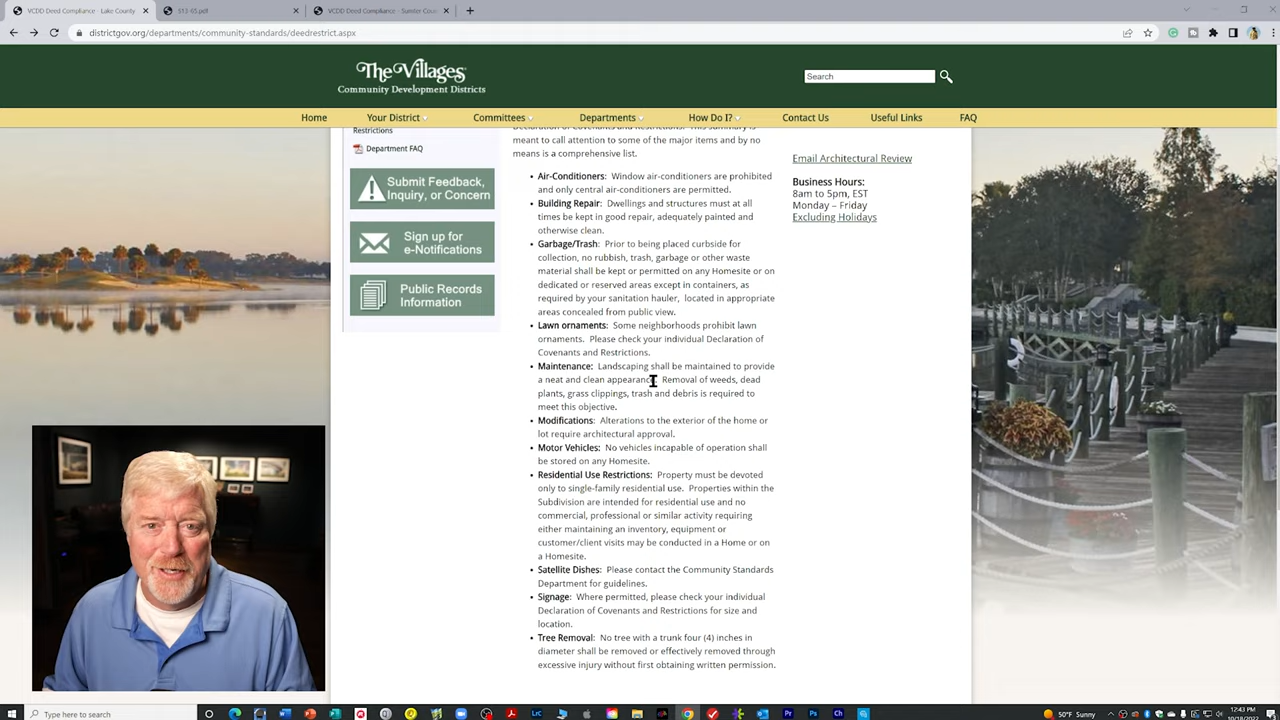 VCDD Deed Compliance - Lake County
S13-65.pdf
VCDD Deed Compliance - Sumter Cou
districtgov.org/departments/community-standards/deedrestrict.aspx
The Villages
Community Development Districts
Search
Home
Your District
Committees
Departments
How Do I?
Contact Us
Useful Links
FAQ
Restrictions
Department FAQ
Submit Feedback,
Inquiry, or Concern
Sign up for
e-Notifications
Public Records
Information
Declaration of Covenants and Restrictions. This summary is
meant to call attention to some of the major items and by no
means is a comprehensive list.
• Air-Conditioners: Window air-conditioners are prohibited
and only central air-conditioners are permitted.
• Building Repair: Dwellings and structures must at all
times be kept in good repair, adequately painted and
otherwise clean.
• Garbage/Trash: Prior to being placed curbside for
collection, no rubbish, trash, garbage or other waste
material shall be kept or permitted on any Homesite or on
dedicated or reserved areas except in containers, as
required by your sanitation hauler, located in appropriate
areas concealed from public view.
• Lawn ornaments: Some neighborhoods prohibit lawn
ornaments. Please check your individual Declaration of
Covenants and Restrictions.
• Maintenance: Landscaping shall be maintained to provide
a neat and clean appearance. Removal of weeds, dead
plants, grass clippings, trash and debris is required to
meet this objective.
• Modifications: Alterations to the exterior of the home or
lot require architectural approval.
• Motor Vehicles: No vehicles incapable of operation shall
be stored on any Homesite.
• Residential Use Restrictions: Property must be devoted
only to single-family residential use. Properties within the
Subdivision are intended for residential use and no
commercial, professional or similar activity requiring
either maintaining an inventory, equipment or
customer/client visits may be conducted in a Home or on
a Homesite.
• Satellite Dishes: Please contact the Community Standards
Department for guidelines.
• Signage: Where permitted, please check your individual
Declaration of Covenants and Restrictions for size and
location.
• Tree Removal: No tree with a trunk four (4) inches in
diameter shall be removed or effectively removed through
excessive injury without first obtaining written permission.
Email Architectural Review
Business Hours:
8am to 5pm, EST
Monday – Friday
Excluding Holidays
Type here to search
50°F Sunny
12:43 PM
10/18/2022